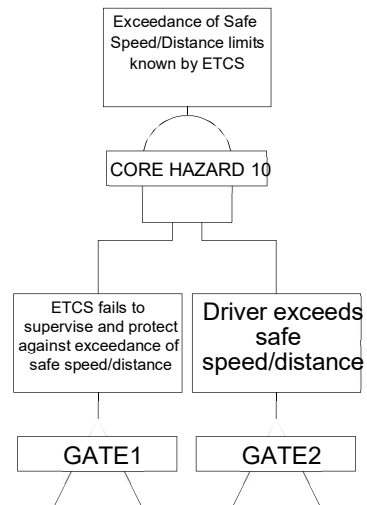 Exceedance of Safe
Speed/Distance limits
known by ETCS
CORE HAZARD 10
ETCS fails to
supervise and protect
against exceedance of
safe speed/distance
Driver exceeds
safe
speed/distance
GATE1
GATE2